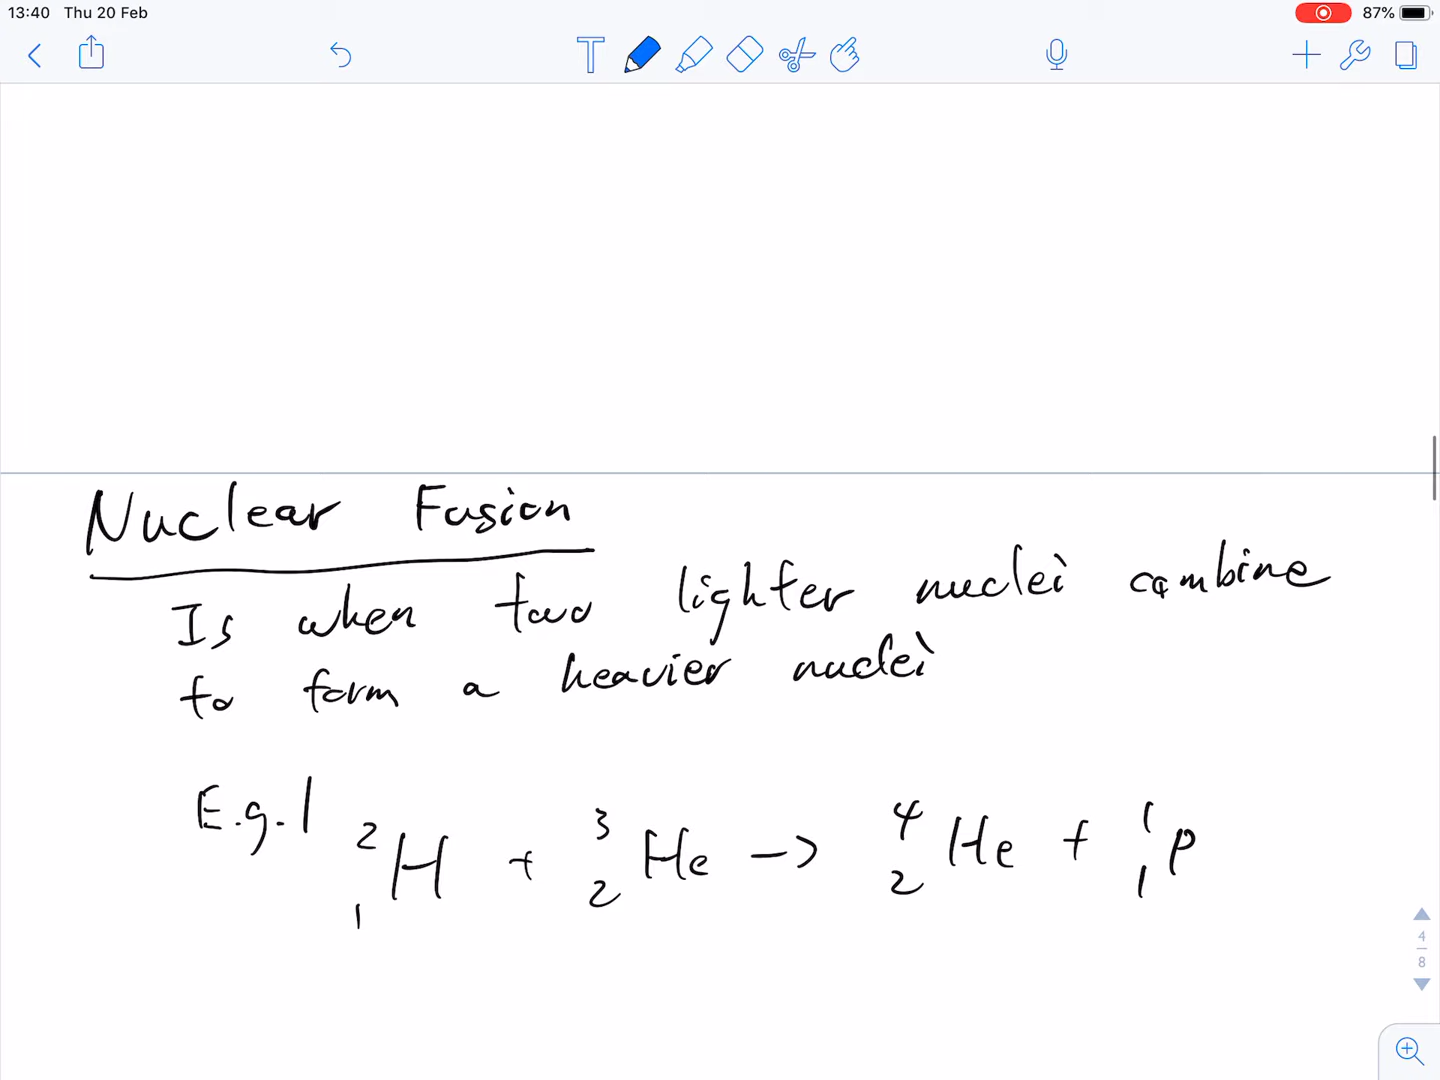 13:40 Thu 20 Feb 87%
T
Nuclear Fusion
Is when two lighter nuclei combine
to form a heavier nuclei
E.g.1 ²₁H + ³₂He -> ⁴₂He + ¹₁p
4
8